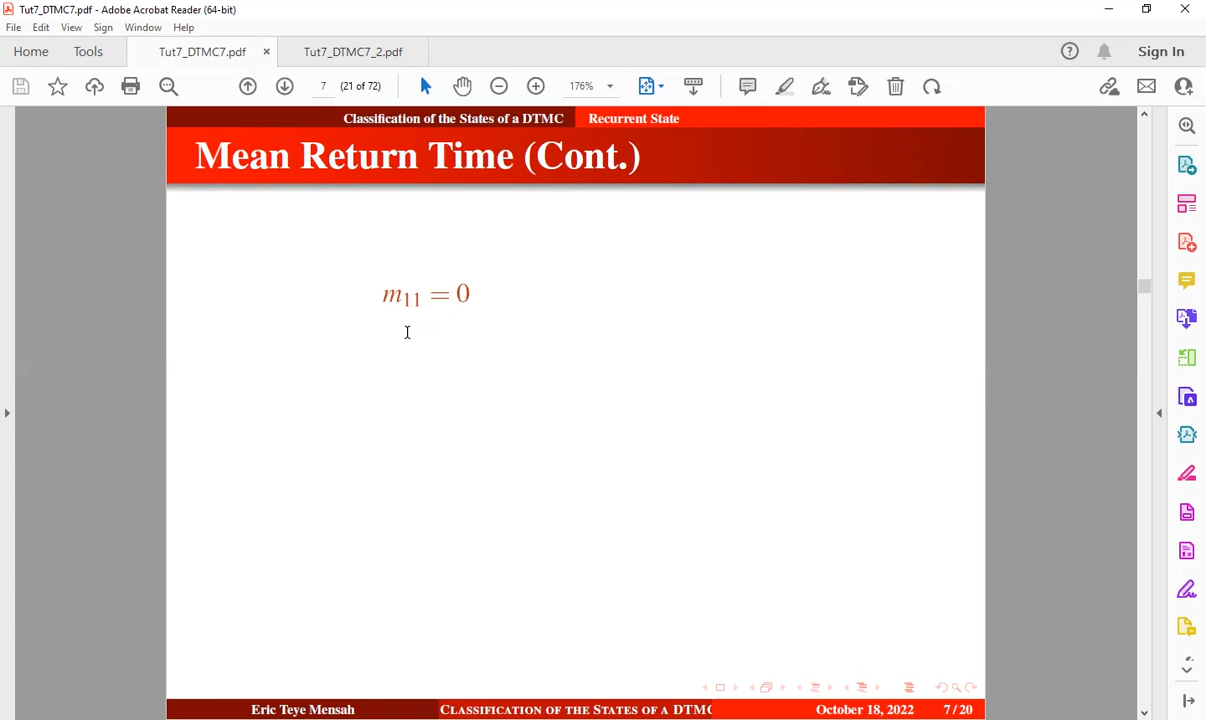 Tut7_DTMC7.pdf - Adobe Acrobat Reader (64-bit)
File Edit View Sign Window Help
Home Tools Tut7_DTMC7.pdf × Tut7_DTMC7_2.pdf Sign In
7 (21 of 72) 176%
Classification of the States of a DTMC Recurrent State
Mean Return Time (Cont.)
m₁₁ = 0
Eric Teye Mensah CLASSIFICATION OF THE STATES OF A DTMC October 18, 2022 7 / 20